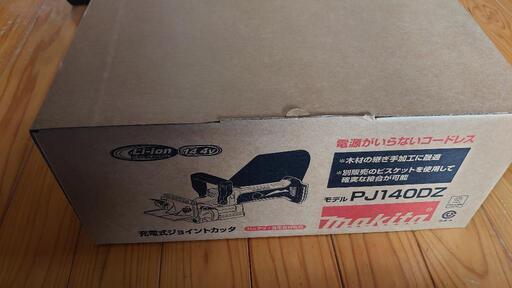 Li-ion
14.4V
電源がいらないコードレス
※木材の継ぎ手加工に最適
※別販売のビスケットを使用して
確実な接合が可能
モデル PJ140DZ
makita
充電式ジョイントカッタ